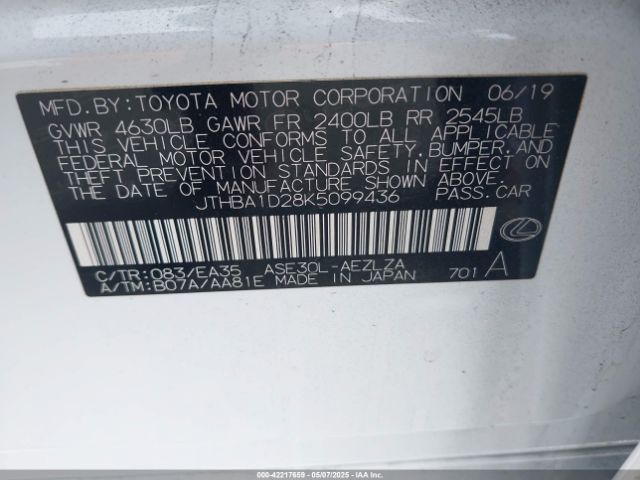 MFD. BY: TOYOTA MOTOR CORPORATION 06/19
GVWR 4630LB GAWR FR 2400LB RR 2545LB
THIS VEHICLE CONFORMS TO ALL APPLICABLE
FEDERAL MOTOR VEHICLE SAFETY, BUMPER, AND
THEFT PREVENTION STANDARDS IN EFFECT ON
THE DATE OF MANUFACTURE SHOWN ABOVE.
JTHBA1D28K5099436 PASS. CAR
C/TR: 083/EA35 ASE30L-AEZLZA
A/TM: B07A/AA81E MADE IN JAPAN 701 A
000-42217659 - 05/07/2025 - IAAI.CA